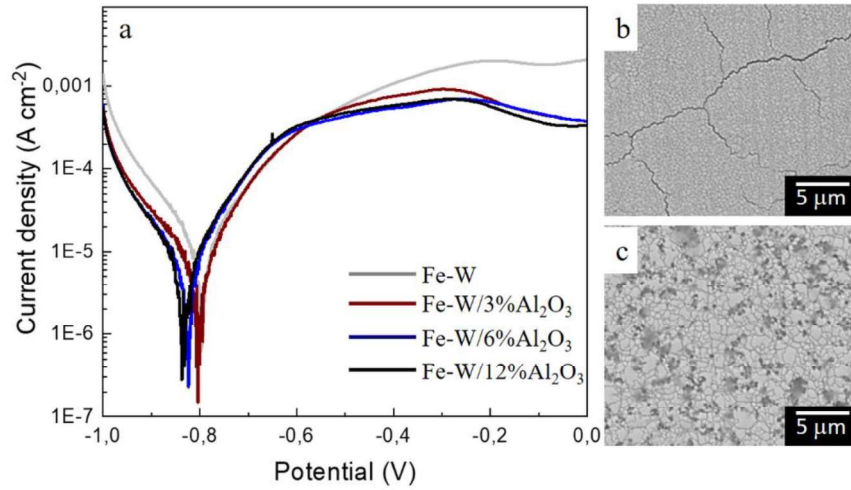 a
Current density (A cm⁻²)
0,001
1E-4
1E-5
1E-6
1E-7
Fe-W
Fe-W/3%Al₂O₃
Fe-W/6%Al₂O₃
Fe-W/12%Al₂O₃
-1,0 -0,8 -0,6 -0,4 -0,2 0,0
Potential (V)
b
5 μm
c
5 μm